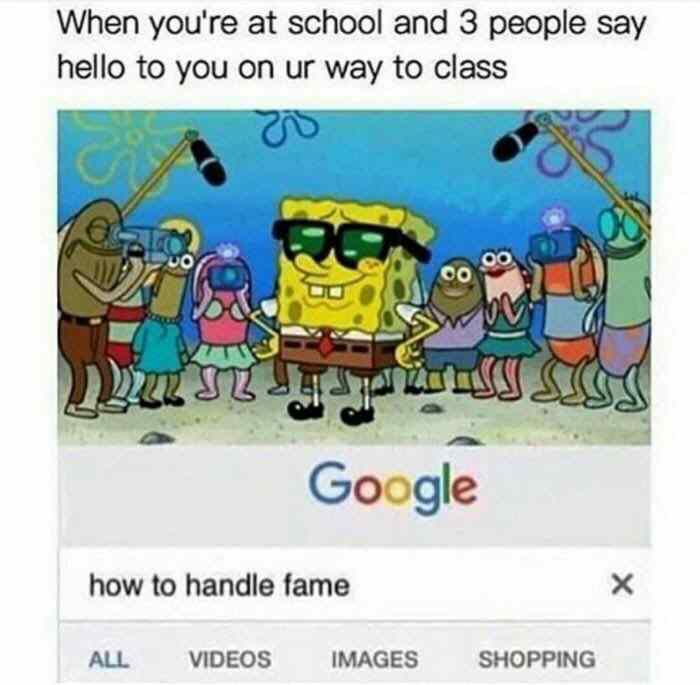 When you're at school and 3 people say
hello to you on ur way to class
Google
how to handle fame ×
ALL VIDEOS IMAGES SHOPPING